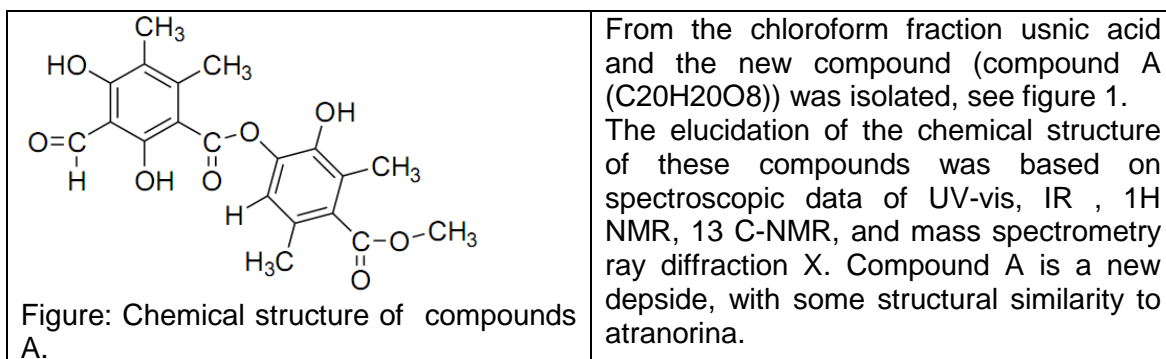 CH3
HO
CH3
O
H
OH
O
O
OH
CH3
H
H3C
O
O
CH3
Figure: Chemical structure of compounds
A.
From the chloroform fraction usnic acid
and the new compound (compound A
(C20H20O8)) was isolated, see figure 1.
The elucidation of the chemical structure
of these compounds was based on
spectroscopic data of UV-vis, IR , 1H
NMR, 13 C-NMR, and mass spectrometry
ray diffraction X. Compound A is a new
depside, with some structural similarity to
atranorina.